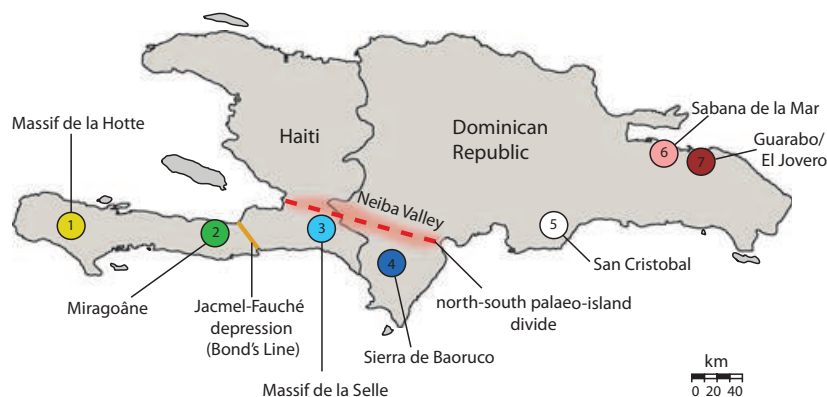 Massif de la Hotte
Haiti
Dominican
Republic
Sabana de la Mar
Guarabo/
El Jovero
Neiba Valley
1
2
3
4
5
6
7
Miragoâne
Jacmel-Fauché
depression
(Bond's Line)
Massif de la Selle
Sierra de Baoruco
north-south palaeo-island
divide
San Cristobal
km
0 20 40